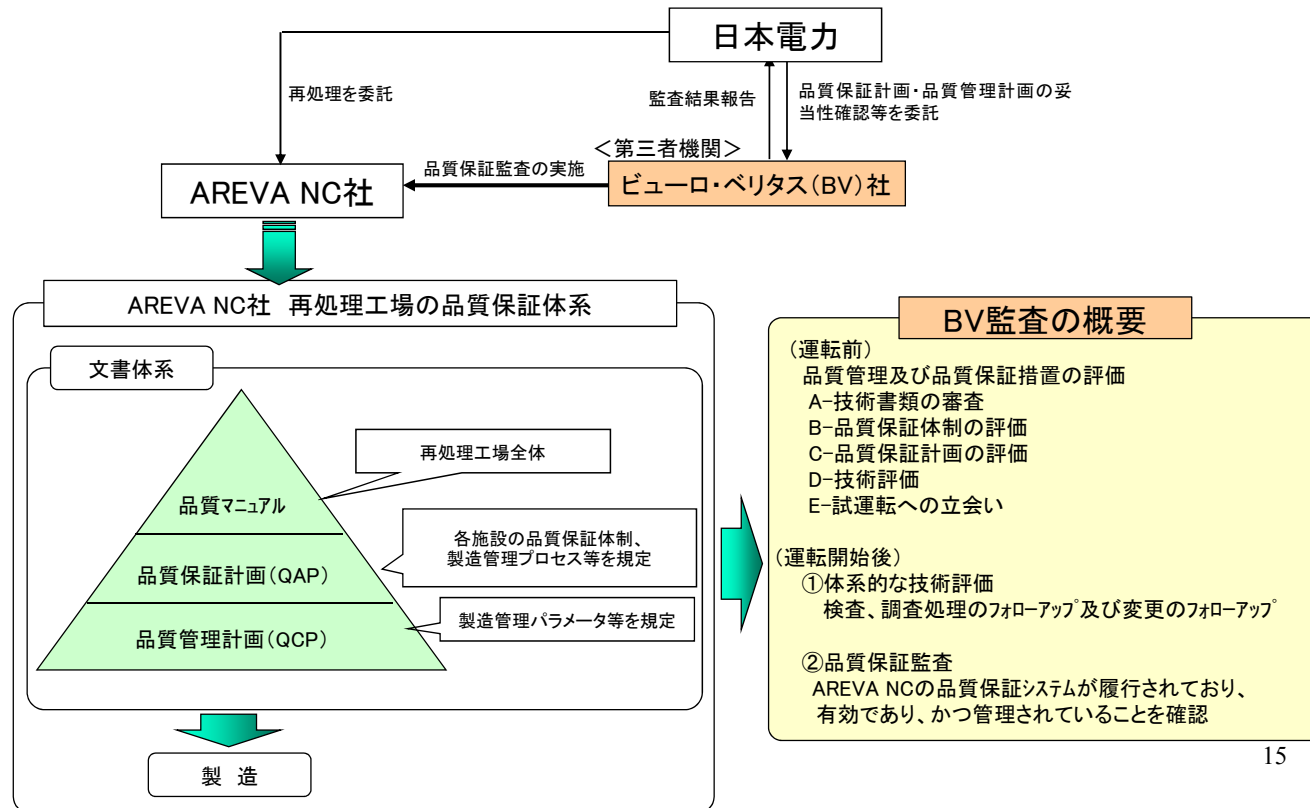 日本電力
再処理を委託
監査結果報告
品質保証計画・品質管理計画の妥
当性確認等を委託
＜第三者機関＞
品質保証監査の実施
AREVA NC社
ビューロ・ベリタス（BV）社
AREVA NC社　再処理工場の品質保証体系
文書体系
再処理工場全体
品質マニュアル
各施設の品質保証体制、
製造管理プロセス等を規定
品質保証計画（QAP）
製造管理パラメータ等を規定
品質管理計画（QCP）
製　造
BV監査の概要
（運転前）
品質管理及び品質保証措置の評価
A-技術書類の審査
B-品質保証体制の評価
C-品質保証計画の評価
D-技術評価
E-試運転への立会い
（運転開始後）
①体系的な技術評価
検査、調査処理のフォローアップ及び変更のフォローアップ
②品質保証監査
AREVA NCの品質保証システムが履行されており、
有効であり、かつ管理されていることを確認
15